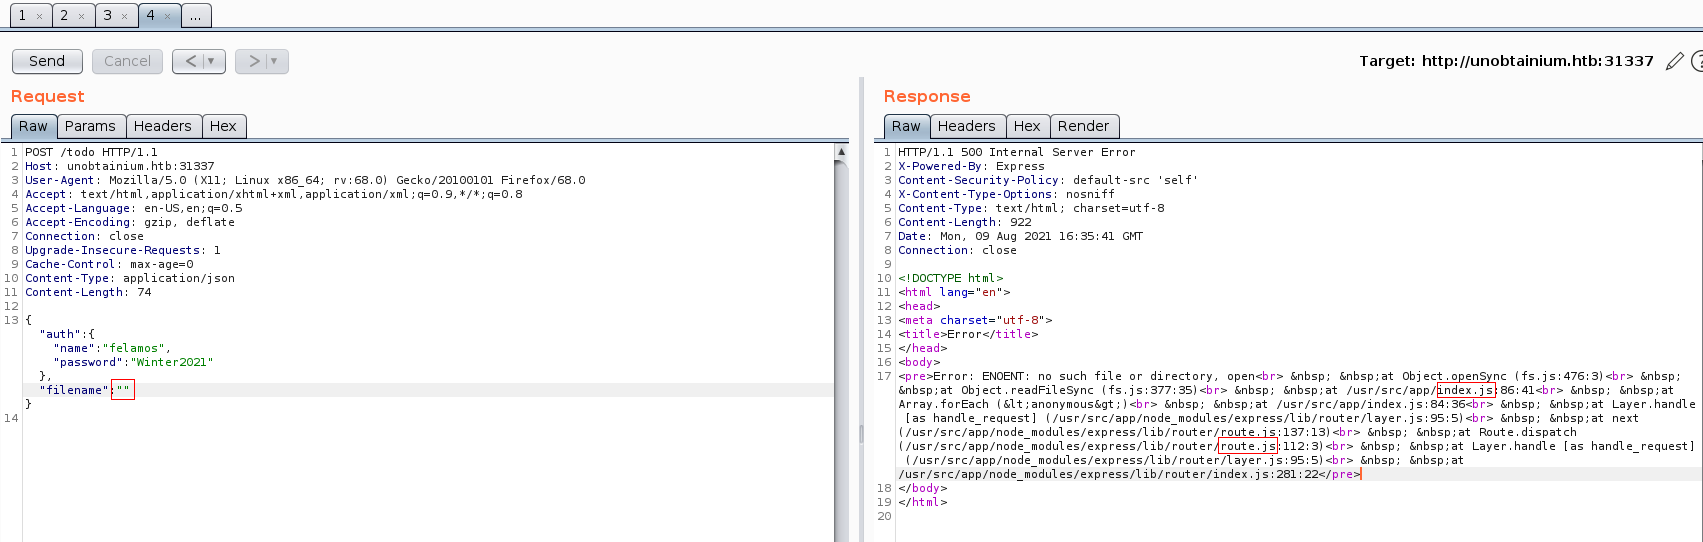 1 × 2 × 3 × 4 × ...
Send Cancel < | ▼ > | ▼ Target: http://unobtainium.htb:31337
Request
Raw Params Headers Hex
1 POST /todo HTTP/1.1
2 Host: unobtainium.htb:31337
3 User-Agent: Mozilla/5.0 (X11; Linux x86_64; rv:68.0) Gecko/20100101 Firefox/68.0
4 Accept: text/html,application/xhtml+xml,application/xml;q=0.9,*/*;q=0.8
5 Accept-Language: en-US,en;q=0.5
6 Accept-Encoding: gzip, deflate
7 Connection: close
8 Upgrade-Insecure-Requests: 1
9 Cache-Control: max-age=0
10 Content-Type: application/json
11 Content-Length: 74
12
13 {
"auth":{
"name":"felamos",
"password":"Winter2021"
},
"filename":""
}
14
Response
Raw Headers Hex Render
1 HTTP/1.1 500 Internal Server Error
2 X-Powered-By: Express
3 Content-Security-Policy: default-src 'self'
4 X-Content-Type-Options: nosniff
5 Content-Type: text/html; charset=utf-8
6 Content-Length: 922
7 Date: Mon, 09 Aug 2021 16:35:41 GMT
8 Connection: close
9
10 <!DOCTYPE html>
11 <html lang="en">
12 <head>
13 <meta charset="utf-8">
14 <title>Error</title>
15 </head>
16 <body>
17 <pre>Error: ENOENT: no such file or directory, open<br> &nbsp; &nbsp;at Object.openSync (fs.js:476:3)<br> &nbsp;
&nbsp;at Object.readFileSync (fs.js:377:35)<br> &nbsp; &nbsp;at /usr/src/app/index.js:86:41<br> &nbsp; &nbsp;at
Array.forEach (&lt;anonymous&gt;)<br> &nbsp; &nbsp;at /usr/src/app/index.js:84:36<br> &nbsp; &nbsp;at Layer.handle
[as handle_request] (/usr/src/app/node_modules/express/lib/router/layer.js:95:5)<br> &nbsp; &nbsp;at next
(/usr/src/app/node_modules/express/lib/router/route.js:137:13)<br> &nbsp; &nbsp;at Route.dispatch
(/usr/src/app/node_modules/express/lib/router/route.js:112:3)<br> &nbsp; &nbsp;at Layer.handle [as handle_request]
(/usr/src/app/node_modules/express/lib/router/layer.js:95:5)<br> &nbsp; &nbsp;at
/usr/src/app/node_modules/express/lib/router/index.js:281:22</pre>
18 </body>
19 </html>
20